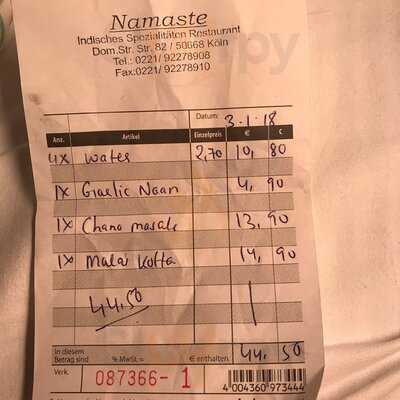 Namaste
Indisches Spezialitäten Restaurant
Dom.Str. Str. 82 / 50668 Köln
Tel.: 0221/ 92278908
Fax:0221/ 92278910
Datum: 3.1.18
Anz. Artikel Einzelpreis € C
4x water 2,70 10, 80
1x Garlic Naan 4, 90
1x Chana masale 13, 90
1x Malai Kofta 14, 90
44,50
In diesem Betrag sind % MwSt. = € enthalten 44, 50
Verk. 087366- 1
4 004360 973444